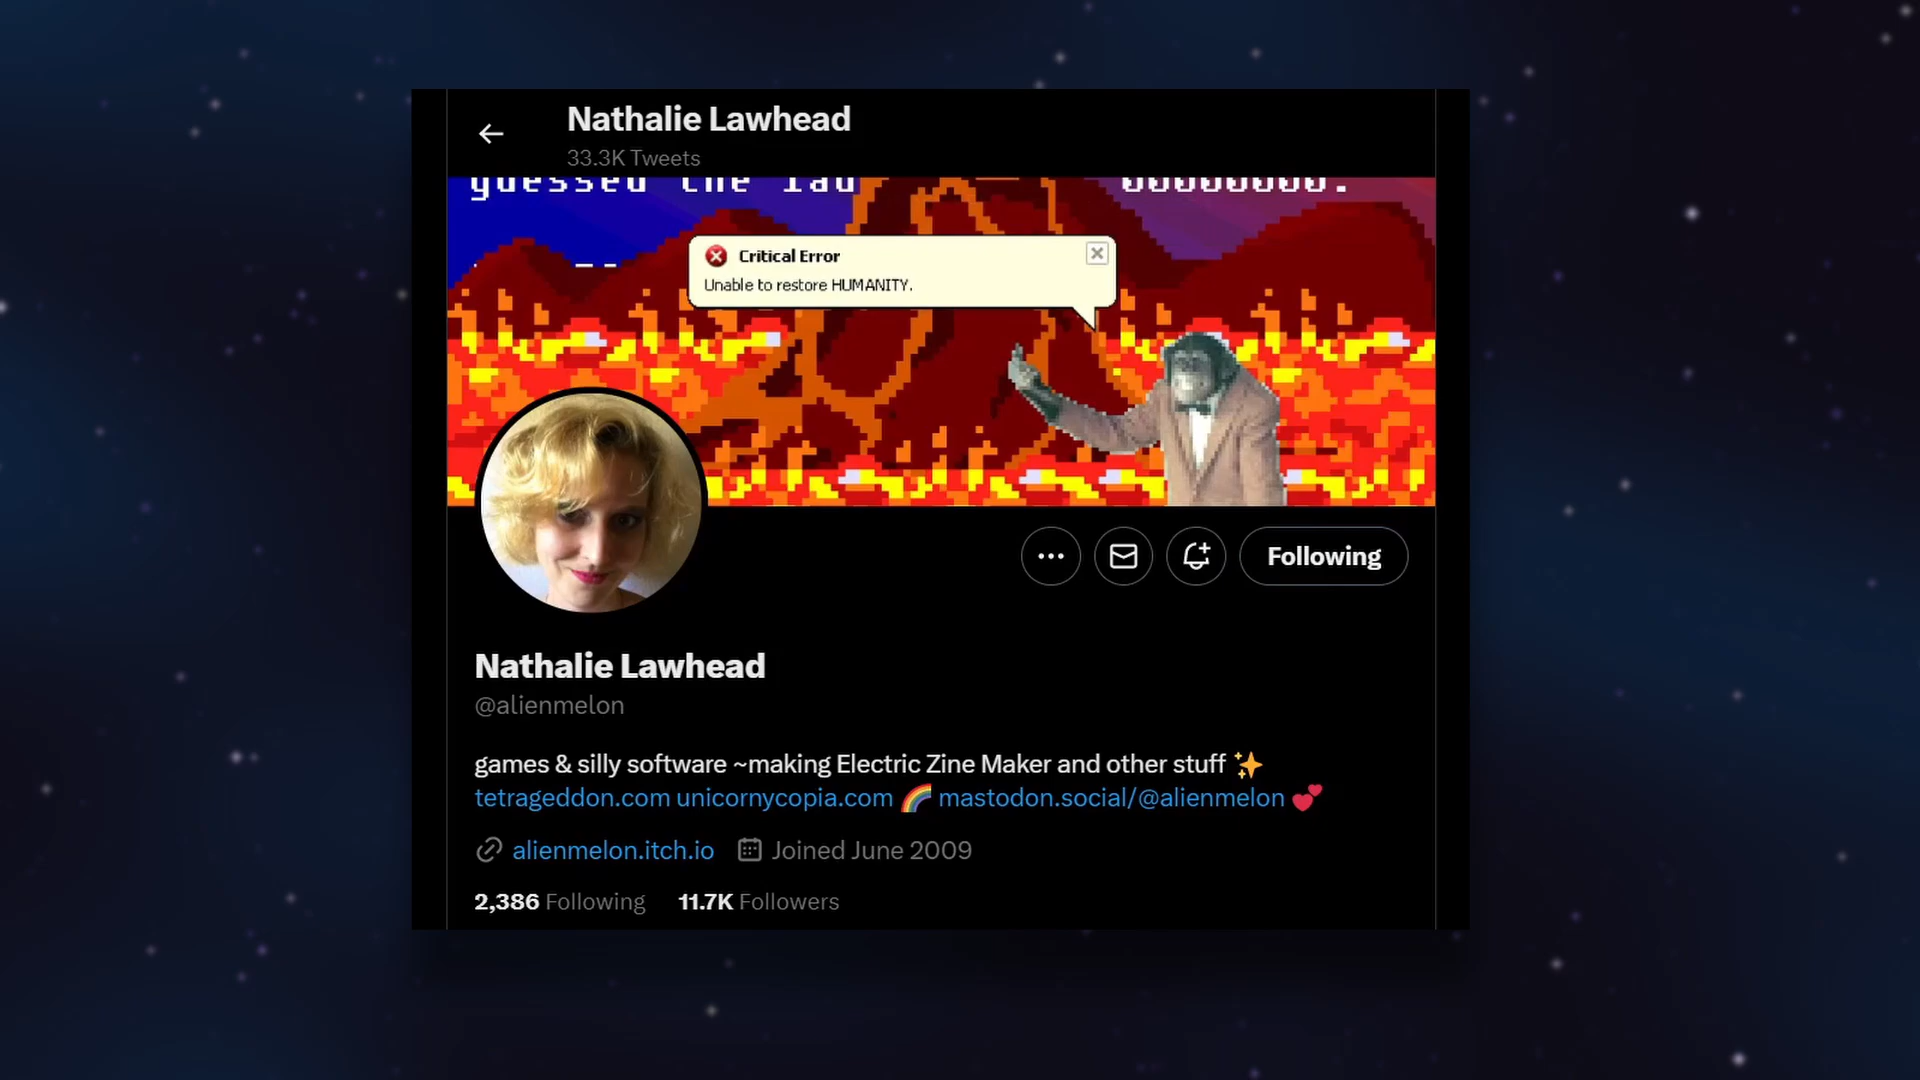 Nathalie Lawhead
33.3K Tweets
guessed the
Critical Error
Unable to restore HUMANITY.
Following
Nathalie Lawhead
@alienmelon
games & silly software ~making Electric Zine Maker and other stuff ✨
tetrageddon.com unicornycopia.com 🌈 mastodon.social/@alienmelon 💕
alienmelon.itch.io Joined June 2009
2,386 Following 11.7K Followers